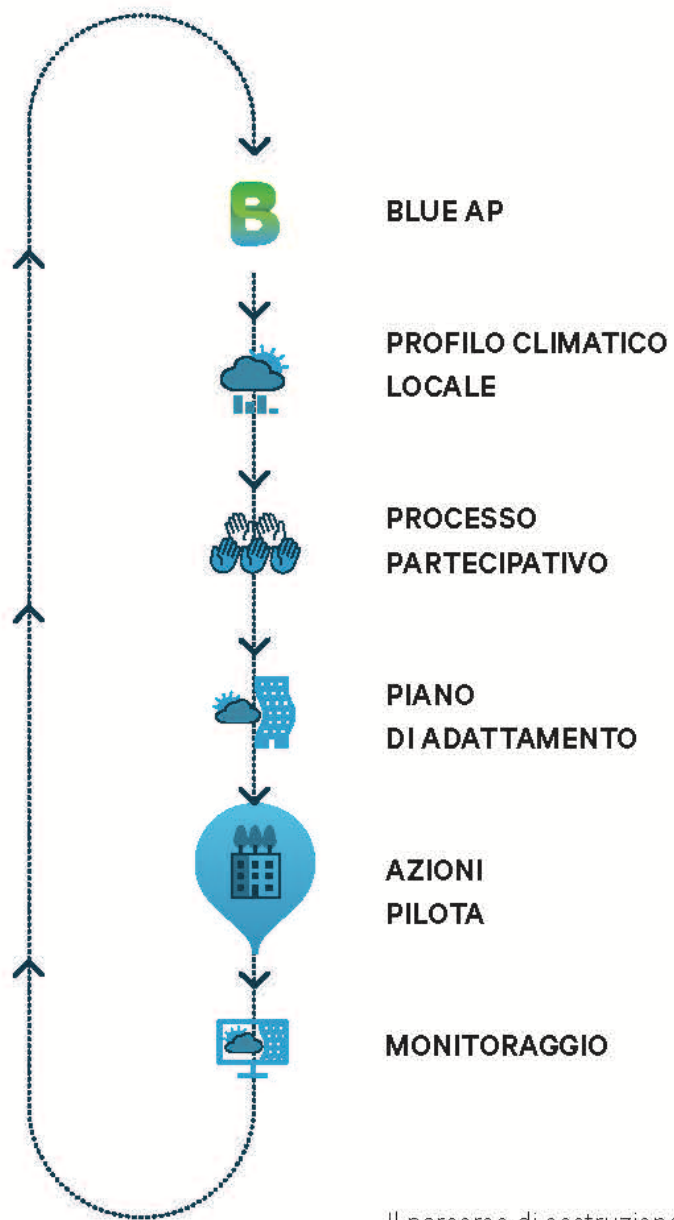 B
BLUE AP
PROFILO CLIMATICO
LOCALE
PROCESSO
PARTECIPATIVO
PIANO
DI ADATTAMENTO
AZIONI
PILOTA
MONITORAGGIO